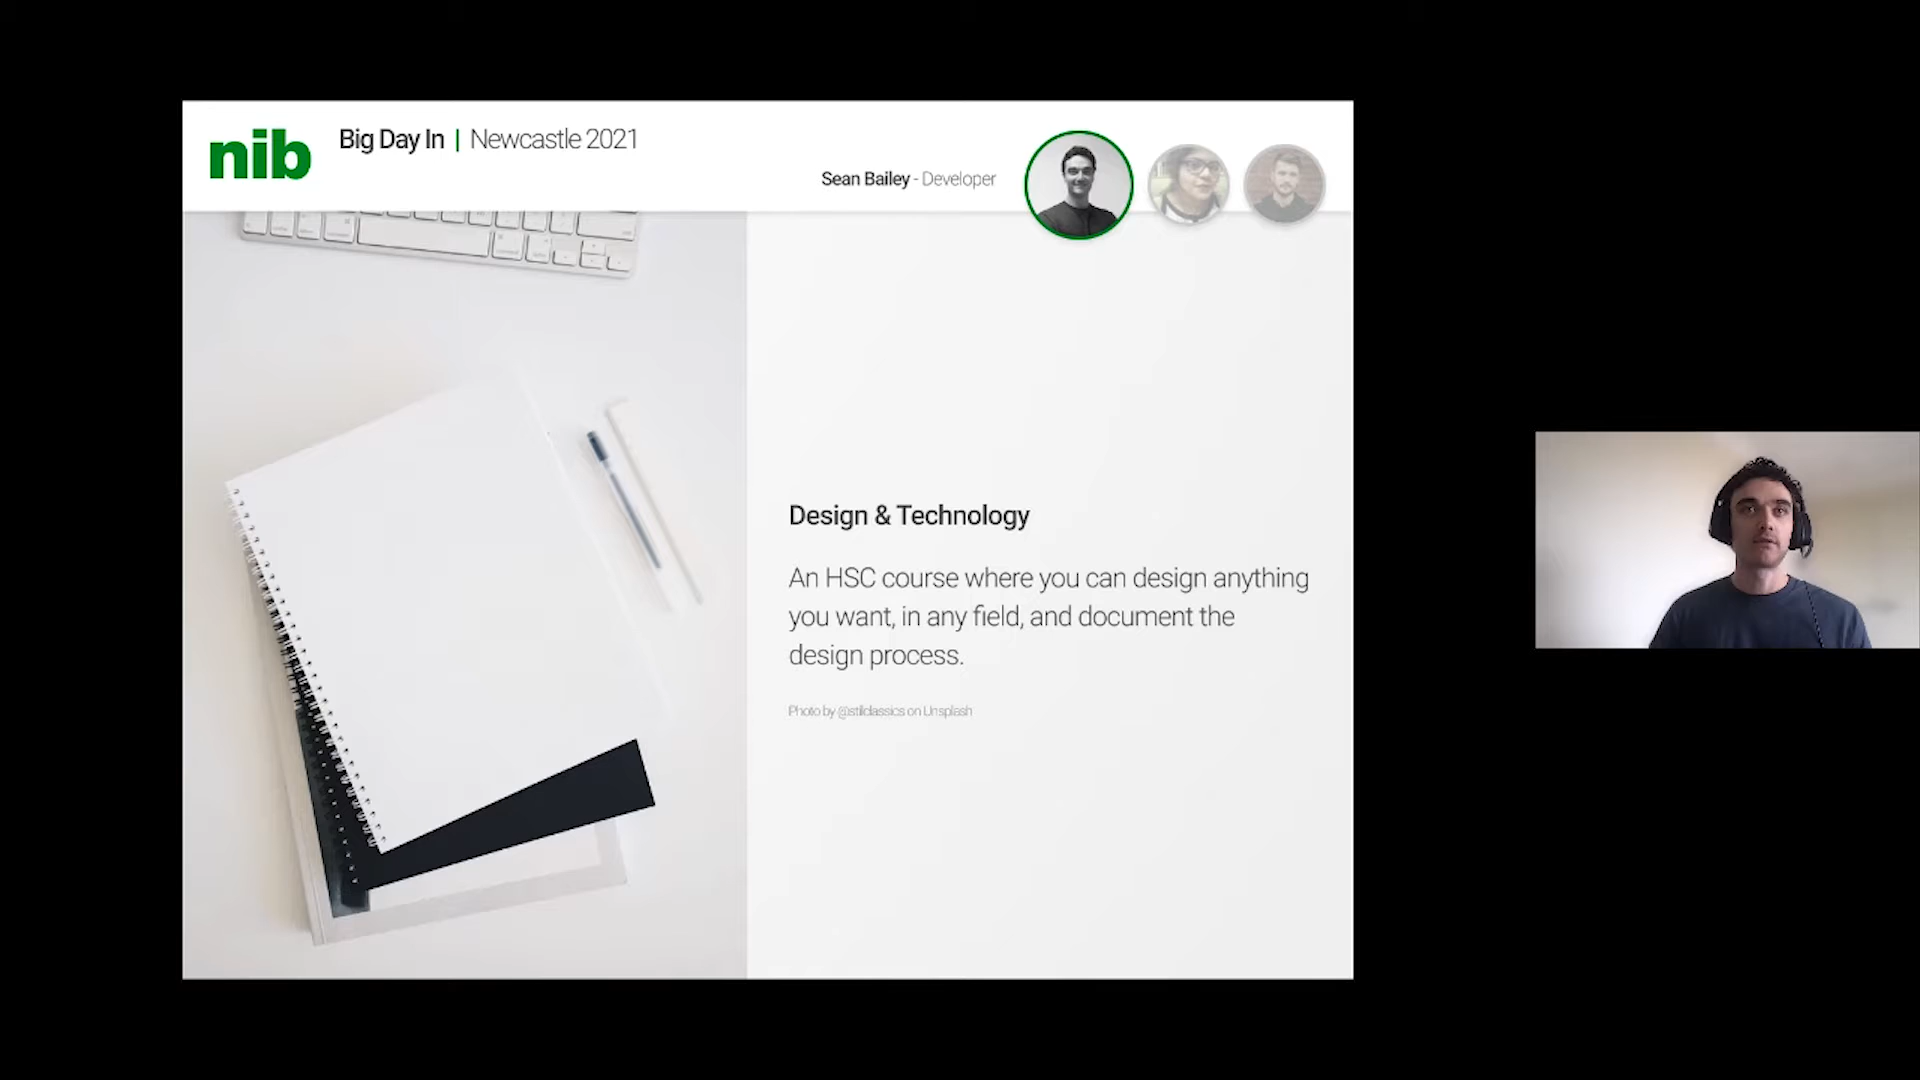 nib
Big Day In | Newcastle 2021
Sean Bailey - Developer
Design & Technology
An HSC course where you can design anything
you want, in any field, and document the
design process.
Photo by @stilclassics on Unsplash